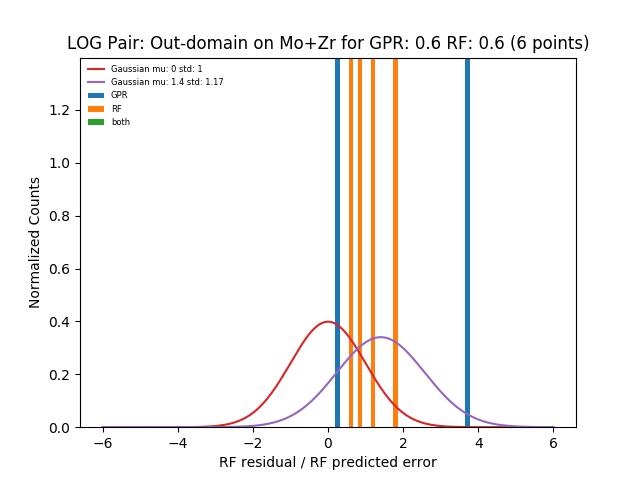 LOG Pair: Out-domain on Mo+Zr for GPR: 0.6 RF: 0.6 (6 points)
Gaussian mu: 0 std: 1
Gaussian mu: 1.4 std: 1.17
GPR
RF
both
Normalized Counts
1.2
1.0
0.8
0.6
0.4
0.2
0.0
−6 −4 −2 0 2 4 6
RF residual / RF predicted error